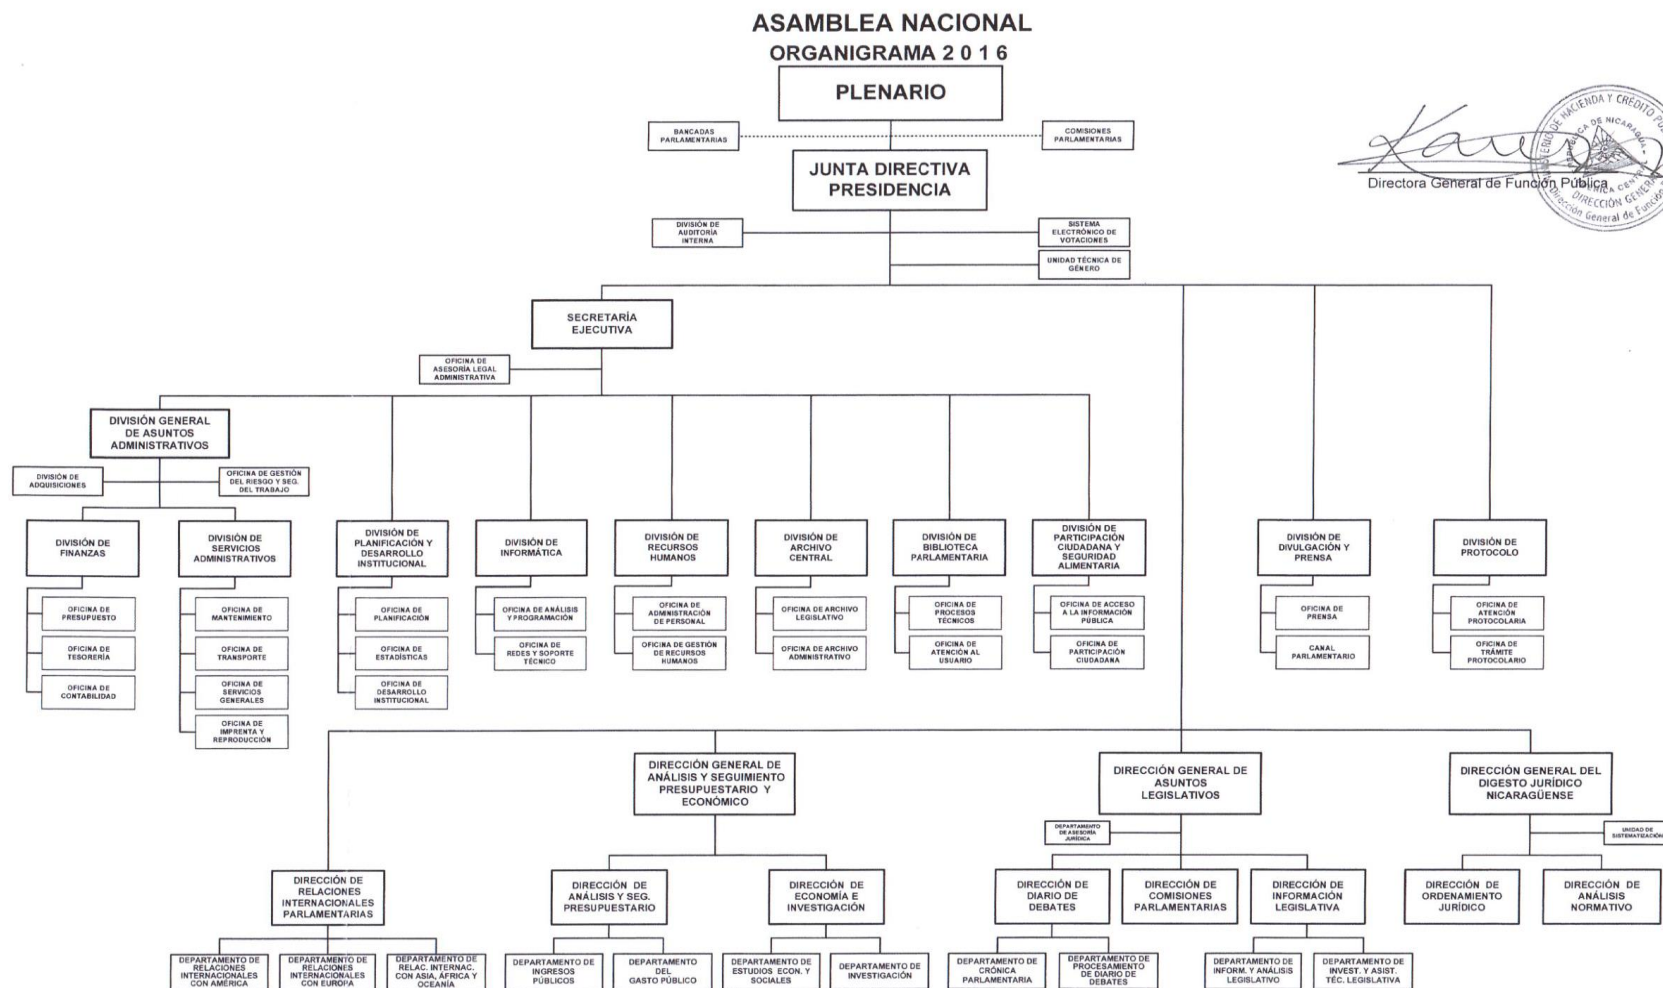 ASAMBLEA NACIONAL
ORGANIGRAMA 2 0 1 6
PLENARIO
BANCADAS
PARLAMENTARIAS
COMISIONES
PARLAMENTARIAS
JUNTA DIRECTIVA
PRESIDENCIA
Directora General de Función Pública
MINISTERIO DE HACIENDA Y CRÉDITO
REPÚBLICA DE NICARAGUA
AMÉRICA CENTRAL
DIRECCIÓN GENERAL
Dirección General de Función
DIVISIÓN DE
AUDITORÍA
INTERNA
SISTEMA
ELECTRÓNICO DE
VOTACIONES
UNIDAD TÉCNICA DE
GÉNERO
SECRETARÍA
EJECUTIVA
OFICINA DE
ASESORÍA LEGAL
ADMINISTRATIVA
DIVISIÓN GENERAL
DE ASUNTOS
ADMINISTRATIVOS
DIVISIÓN DE
ADQUISICIONES
OFICINA DE GESTIÓN
DEL RIESGO Y SEG.
DEL TRABAJO
DIVISIÓN DE
FINANZAS
DIVISIÓN DE
SERVICIOS
ADMINISTRATIVOS
DIVISIÓN DE
PLANIFICACIÓN Y
DESARROLLO
INSTITUCIONAL
DIVISIÓN DE
INFORMÁTICA
DIVISIÓN DE
RECURSOS
HUMANOS
DIVISIÓN DE
ARCHIVO
CENTRAL
DIVISIÓN DE
BIBLIOTECA
PARLAMENTARIA
DIVISIÓN DE
PARTICIPACIÓN
CIUDADANA Y
SEGURIDAD
ALIMENTARIA
DIVISIÓN DE
DIVULGACIÓN Y
PRENSA
DIVISIÓN DE
PROTOCOLO
OFICINA DE
PRESUPUESTO
OFICINA DE
TESORERÍA
OFICINA DE
CONTABILIDAD
OFICINA DE
MANTENIMIENTO
OFICINA DE
TRANSPORTE
OFICINA DE
SERVICIOS
GENERALES
OFICINA DE
IMPRENTA Y
REPRODUCCIÓN
OFICINA DE
PLANIFICACIÓN
OFICINA DE
ESTADÍSTICAS
OFICINA DE
DESARROLLO
INSTITUCIONAL
OFICINA DE ANÁLISIS
Y PROGRAMACIÓN
OFICINA DE
REDES Y SOPORTE
TÉCNICO
OFICINA DE
ADMINISTRACIÓN
DE PERSONAL
OFICINA DE GESTIÓN
DE RECURSOS
HUMANOS
OFICINA DE ARCHIVO
LEGISLATIVO
OFICINA DE ARCHIVO
ADMINISTRATIVO
OFICINA DE
PROCESOS
TÉCNICOS
OFICINA DE
ATENCIÓN AL
USUARIO
OFICINA DE ACCESO
A LA INFORMACIÓN
PÚBLICA
OFICINA DE
PARTICIPACIÓN
CIUDADANA
OFICINA DE
PRENSA
CANAL
PARLAMENTARIO
OFICINA DE
ATENCIÓN
PROTOCOLARIA
OFICINA DE
TRÁMITE
PROTOCOLARIO
DIRECCIÓN GENERAL DE
ANÁLISIS Y SEGUIMIENTO
PRESUPUESTARIO Y
ECONÓMICO
DIRECCIÓN GENERAL DE
ASUNTOS
LEGISLATIVOS
DIRECCIÓN GENERAL DEL
DIGESTO JURÍDICO
NICARAGÜENSE
DEPARTAMENTO
DE ASESORÍA
JURÍDICA
UNIDAD DE
SISTEMATIZACIÓN
DIRECCIÓN DE
RELACIONES
INTERNACIONALES
PARLAMENTARIAS
DIRECCIÓN DE
ANÁLISIS Y SEG.
PRESUPUESTARIO
DIRECCIÓN DE
ECONOMÍA E
INVESTIGACIÓN
DIRECCIÓN DE
DIARIO DE
DEBATES
DIRECCIÓN DE
COMISIONES
PARLAMENTARIAS
DIRECCIÓN DE
INFORMACIÓN
LEGISLATIVA
DIRECCIÓN DE
ORDENAMIENTO
JURÍDICO
DIRECCIÓN DE
ANÁLISIS
NORMATIVO
DEPARTAMENTO DE
RELACIONES
INTERNACIONALES
CON AMÉRICA
DEPARTAMENTO DE
RELACIONES
INTERNACIONALES
CON EUROPA
DEPARTAMENTO DE
RELAC. INTERNAC.
CON ASIA, ÁFRICA Y
OCEANÍA
DEPARTAMENTO DE
INGRESOS
PÚBLICOS
DEPARTAMENTO
DEL
GASTO PÚBLICO
DEPARTAMENTO DE
ESTUDIOS ECON. Y
SOCIALES
DEPARTAMENTO DE
INVESTIGACIÓN
DEPARTAMENTO DE
CRÓNICA
PARLAMENTARIA
DEPARTAMENTO DE
PROCESAMIENTO
DE DIARIO DE
DEBATES
DEPARTAMENTO DE
INFORM. Y ANÁLISIS
LEGISLATIVO
DEPARTAMENTO DE
INVEST. Y ASIST.
TÉC. LEGISLATIVA